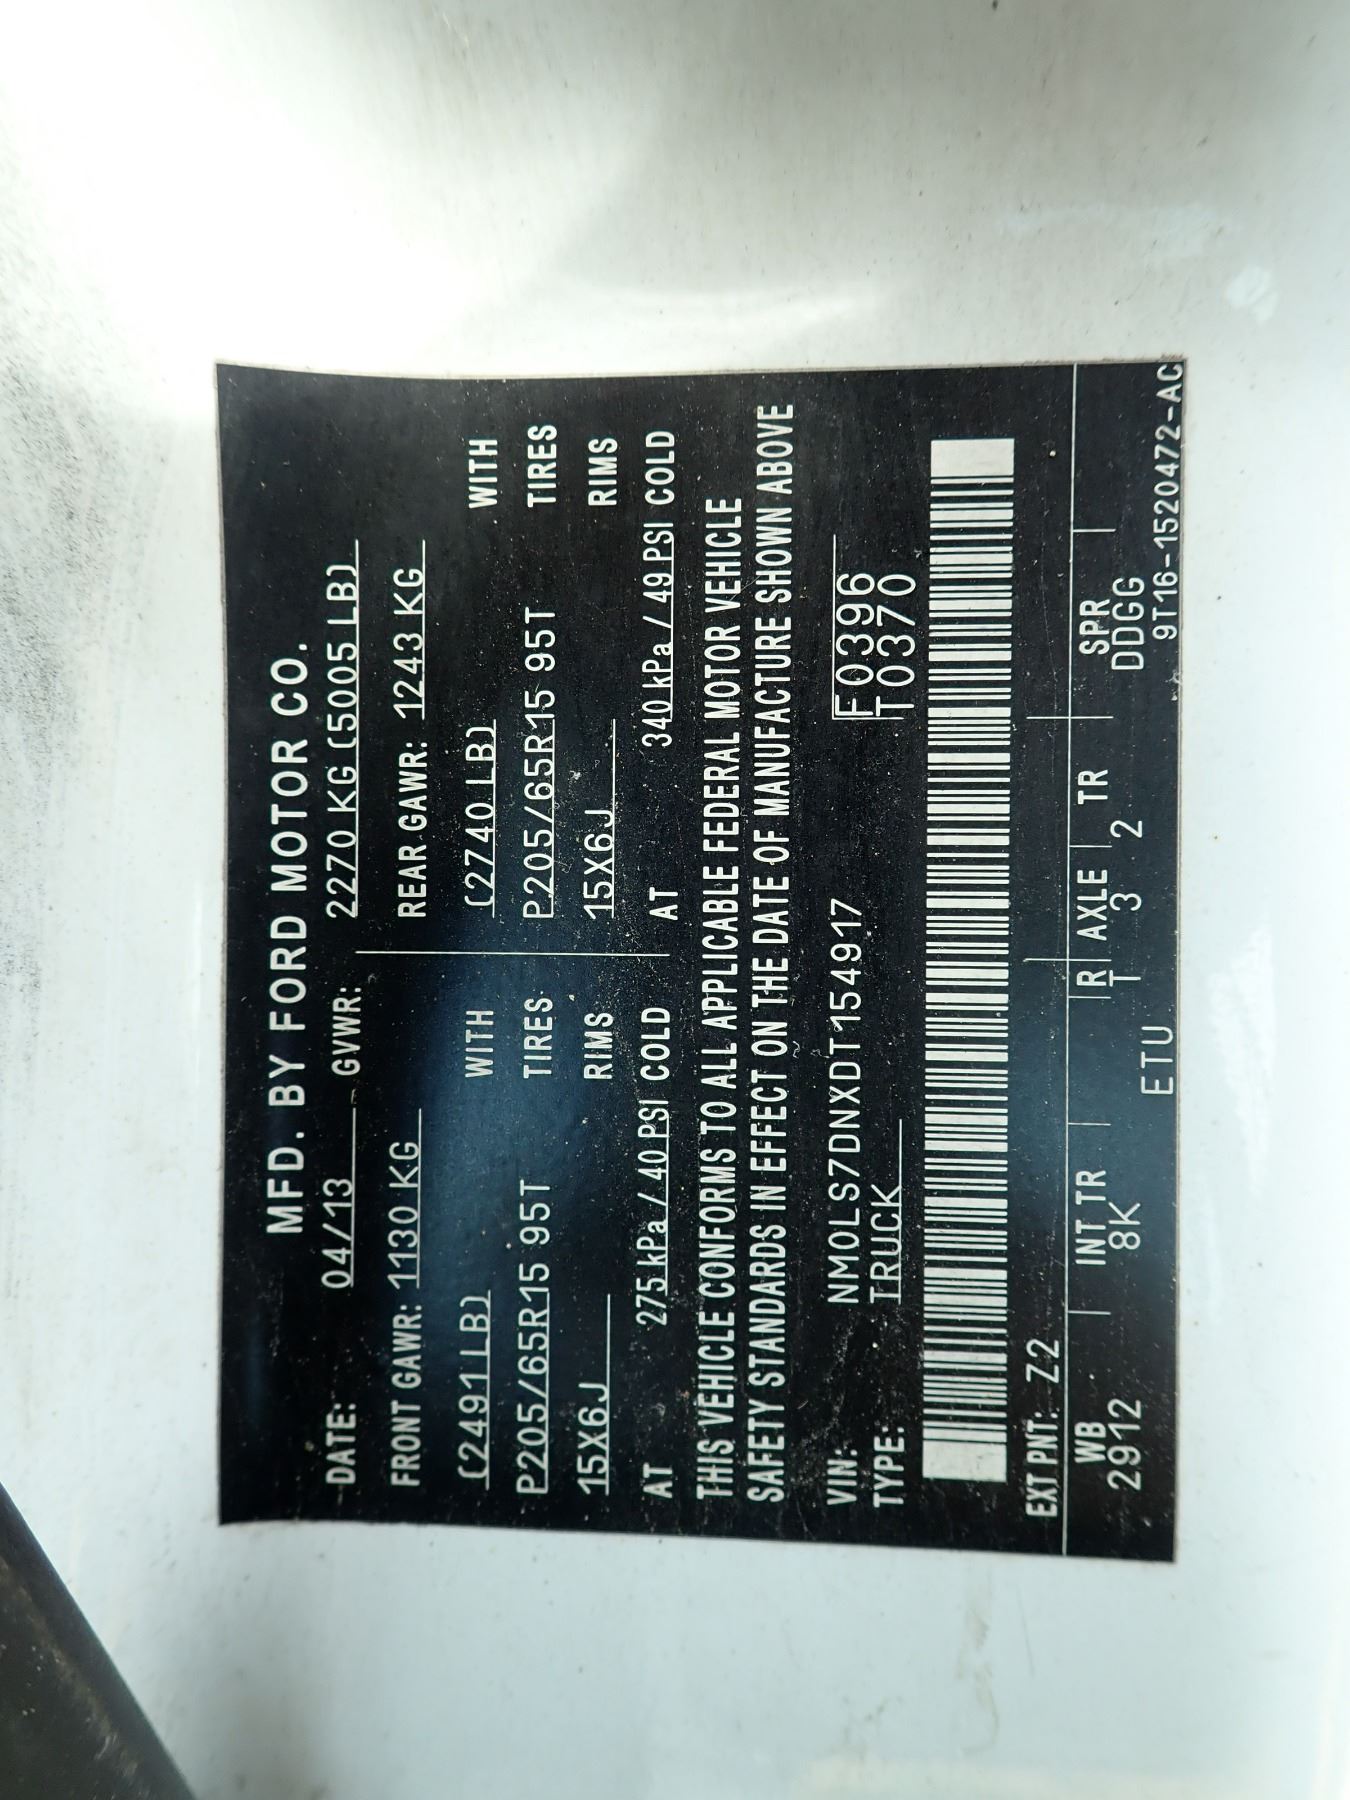 MFD. BY FORD MOTOR CO.
DATE: 04/13 GVWR: 2270 KG (5005 LB)
FRONT GAWR: 1130 KG REAR GAWR: 1243 KG
(2491 LB) WITH (2740 LB) WITH
P205/65R15 95T TIRES P205/65R15 95T TIRES
15X6J RIMS 15X6J RIMS
AT 275 kPa / 40 PSI COLD AT 340 kPa / 49 PSI COLD
THIS VEHICLE CONFORMS TO ALL APPLICABLE FEDERAL MOTOR VEHICLE
SAFETY STANDARDS IN EFFECT ON THE DATE OF MANUFACTURE SHOWN ABOVE
VIN: NM0LS7DNXDT154917 F0396
TYPE: TRUCK T0370
EXT PNT: Z2
WB INT TR R AXLE TR SPR
2912 8K T 3 2 DDGG
ETU 9T16-1520472-AC